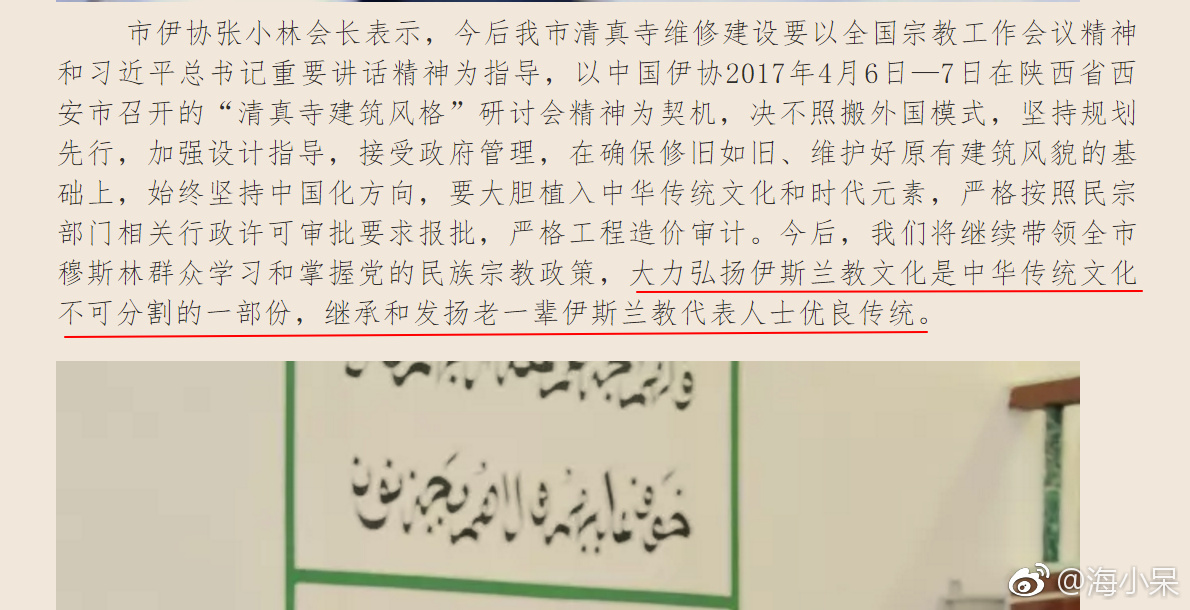 市伊协张小林会长表示，今后我市清真寺维修建设要以全国宗教工作会议精神
和习近平总书记重要讲话精神为指导，以中国伊协2017年4月6日—7日在陕西省西
安市召开的“清真寺建筑风格”研讨会精神为契机，决不照搬外国模式，坚持规划
先行，加强设计指导，接受政府管理，在确保修旧如旧、维护好原有建筑风貌的基
础上，始终坚持中国化方向，要大胆植入中华传统文化和时代元素，严格按照民宗
部门相关行政许可审批要求报批，严格工程造价审计。今后，我们将继续带领全市
穆斯林群众学习和掌握党的民族宗教政策，大力弘扬伊斯兰教文化是中华传统文化
不可分割的一部份，继承和发扬老一辈伊斯兰教代表人士优良传统。
خوف عليهم ولا هم يحزنون
@海小呆